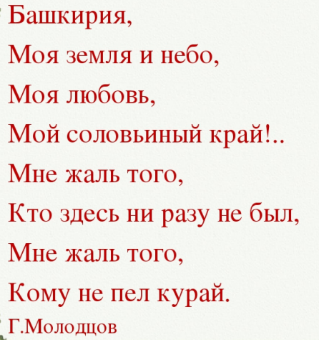 Башкирия,
Моя земля и небо,
Моя любовь,
Мой соловьиный край!..
Мне жаль того,
Кто здесь ни разу не был,
Мне жаль того,
Кому не пел курай.
Г.Молодцов